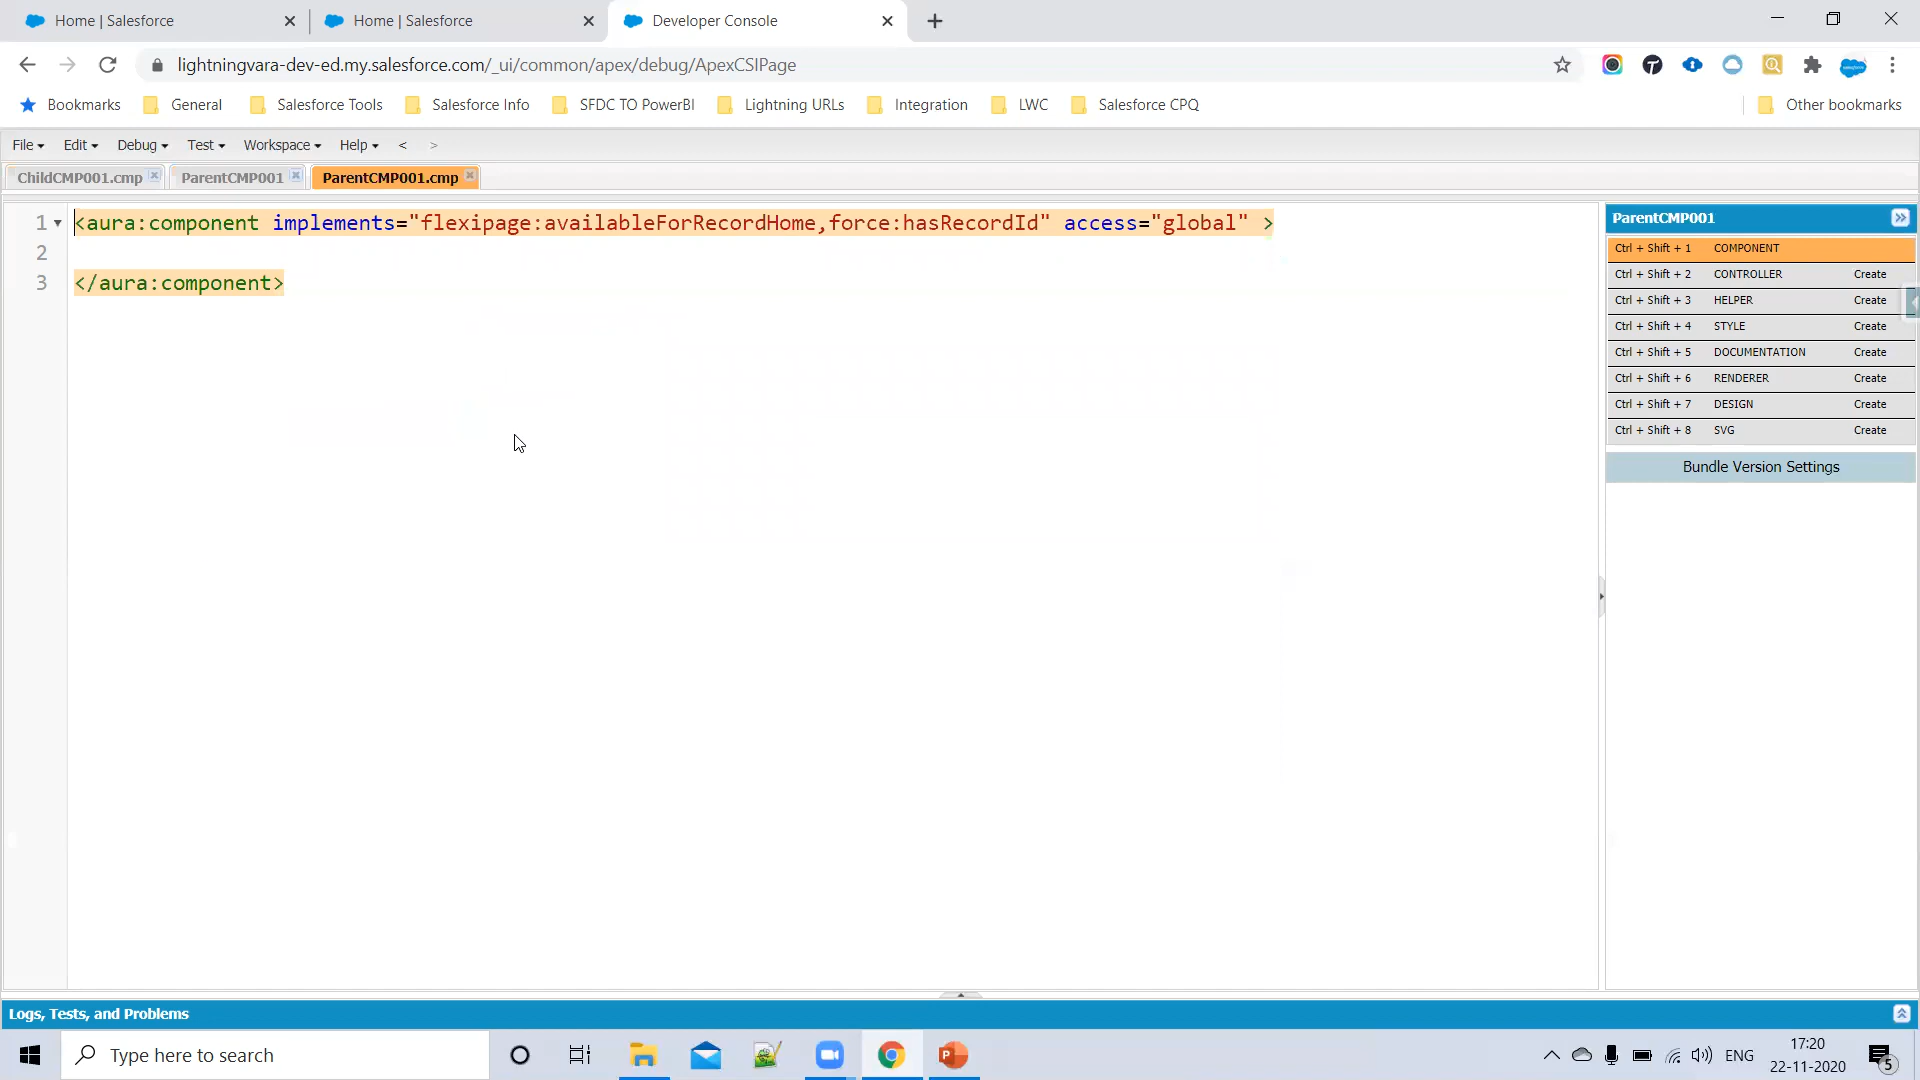 Home | Salesforce
Home | Salesforce
Developer Console
lightningvara-dev-ed.my.salesforce.com/_ui/common/apex/debug/ApexCSIPage
Bookmarks General Salesforce Tools Salesforce Info SFDC TO PowerBI Lightning URLs Integration LWC Salesforce CPQ Other bookmarks
File Edit Debug Test Workspace Help < >
ChildCMP001.cmp ParentCMP001 ParentCMP001.cmp
1 <aura:component implements="flexipage:availableForRecordHome,force:hasRecordId" access="global" >
2
3 </aura:component>
ParentCMP001
Ctrl + Shift + 1 COMPONENT
Ctrl + Shift + 2 CONTROLLER Create
Ctrl + Shift + 3 HELPER Create
Ctrl + Shift + 4 STYLE Create
Ctrl + Shift + 5 DOCUMENTATION Create
Ctrl + Shift + 6 RENDERER Create
Ctrl + Shift + 7 DESIGN Create
Ctrl + Shift + 8 SVG Create
Bundle Version Settings
Logs, Tests, and Problems
Type here to search
ENG
17:20
22-11-2020
5